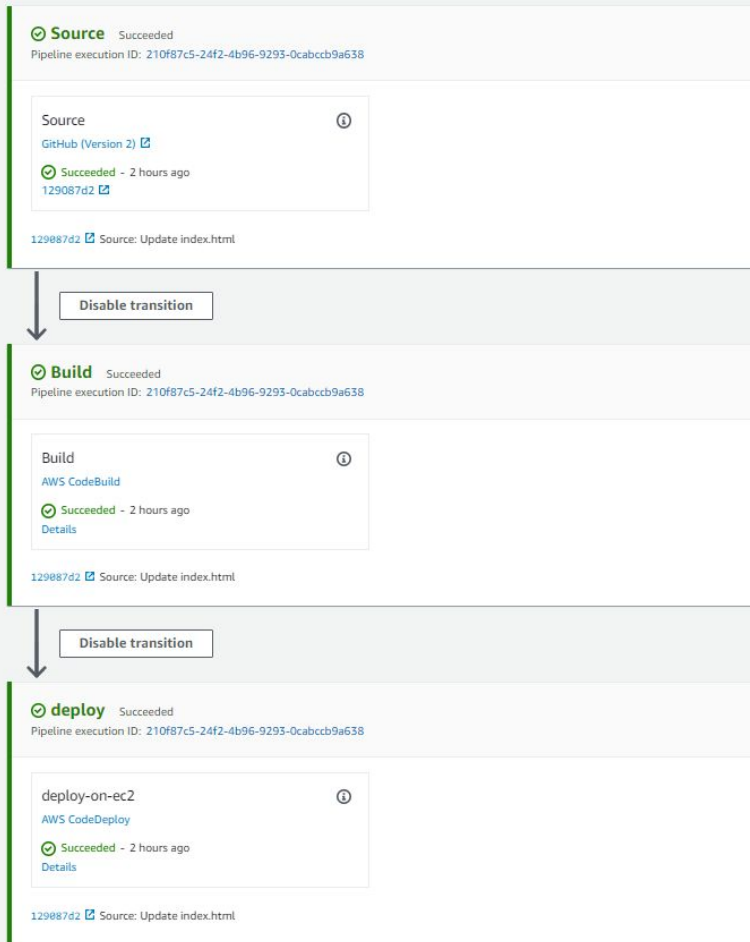 Source Succeeded
Pipeline execution ID: 210f87c5-24f2-4b96-9293-0cabccb9a638
Source
GitHub (Version 2)
Succeeded - 2 hours ago
129087d2
129087d2 Source: Update index.html
Disable transition
Build Succeeded
Pipeline execution ID: 210f87c5-24f2-4b96-9293-0cabccb9a638
Build
AWS CodeBuild
Succeeded - 2 hours ago
Details
129087d2 Source: Update index.html
Disable transition
deploy Succeeded
Pipeline execution ID: 210f87c5-24f2-4b96-9293-0cabccb9a638
deploy-on-ec2
AWS CodeDeploy
Succeeded - 2 hours ago
Details
129087d2 Source: Update index.html